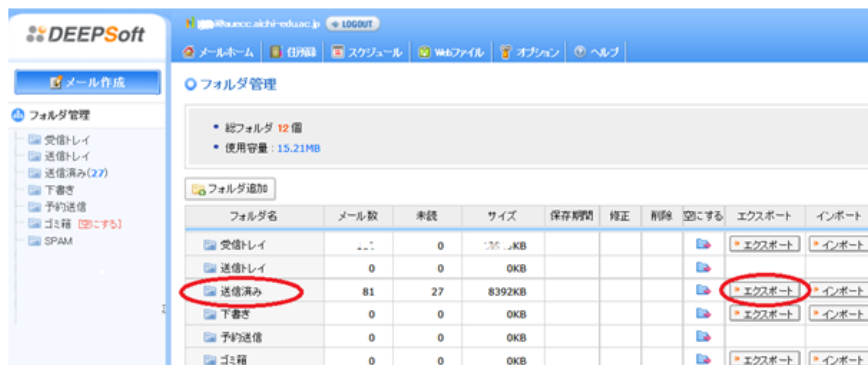 DEEPSoft
@auecc.aichi-edu.ac.jp LOGOUT
メールホーム 住所録 スケジュール Webファイル オプション ヘルプ
メール作成
フォルダ管理
受信トレイ
送信トレイ
送信済み(27)
下書き
予約送信
ゴミ箱 [空にする]
SPAM
フォルダ管理
総フォルダ 12 個
使用容量 : 15.21MB
フォルダ追加
フォルダ名 メール数 未読 サイズ 保存期間 修正 削除 空にする エクスポート インポート
受信トレイ 0 KB エクスポート インポート
送信トレイ 0 0 0KB
送信済み 81 27 8392KB エクスポート インポート
下書き 0 0 0KB エクスポート インポート
予約送信 0 0 0KB
ゴミ箱 0 0 0KB エクスポート インポート